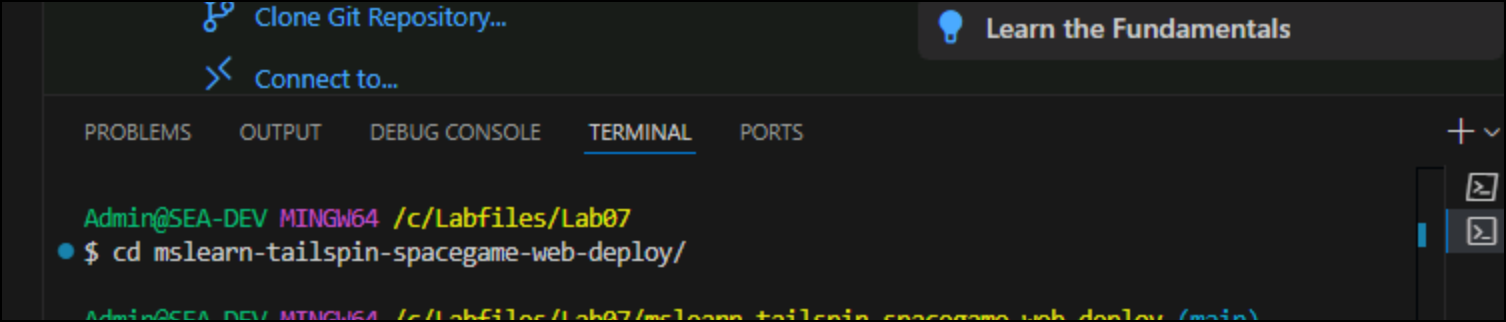 Clone Git Repository...
Learn the Fundamentals
Connect to...
PROBLEMS OUTPUT DEBUG CONSOLE TERMINAL PORTS
Admin@SEA-DEV MINGW64 /c/Labfiles/Lab07
$ cd mslearn-tailspin-spacegame-web-deploy/
Admin@SEA-DEV MINGW64 /c/Labfiles/Lab07/mslearn-tailspin-spacegame-web-deploy (main)